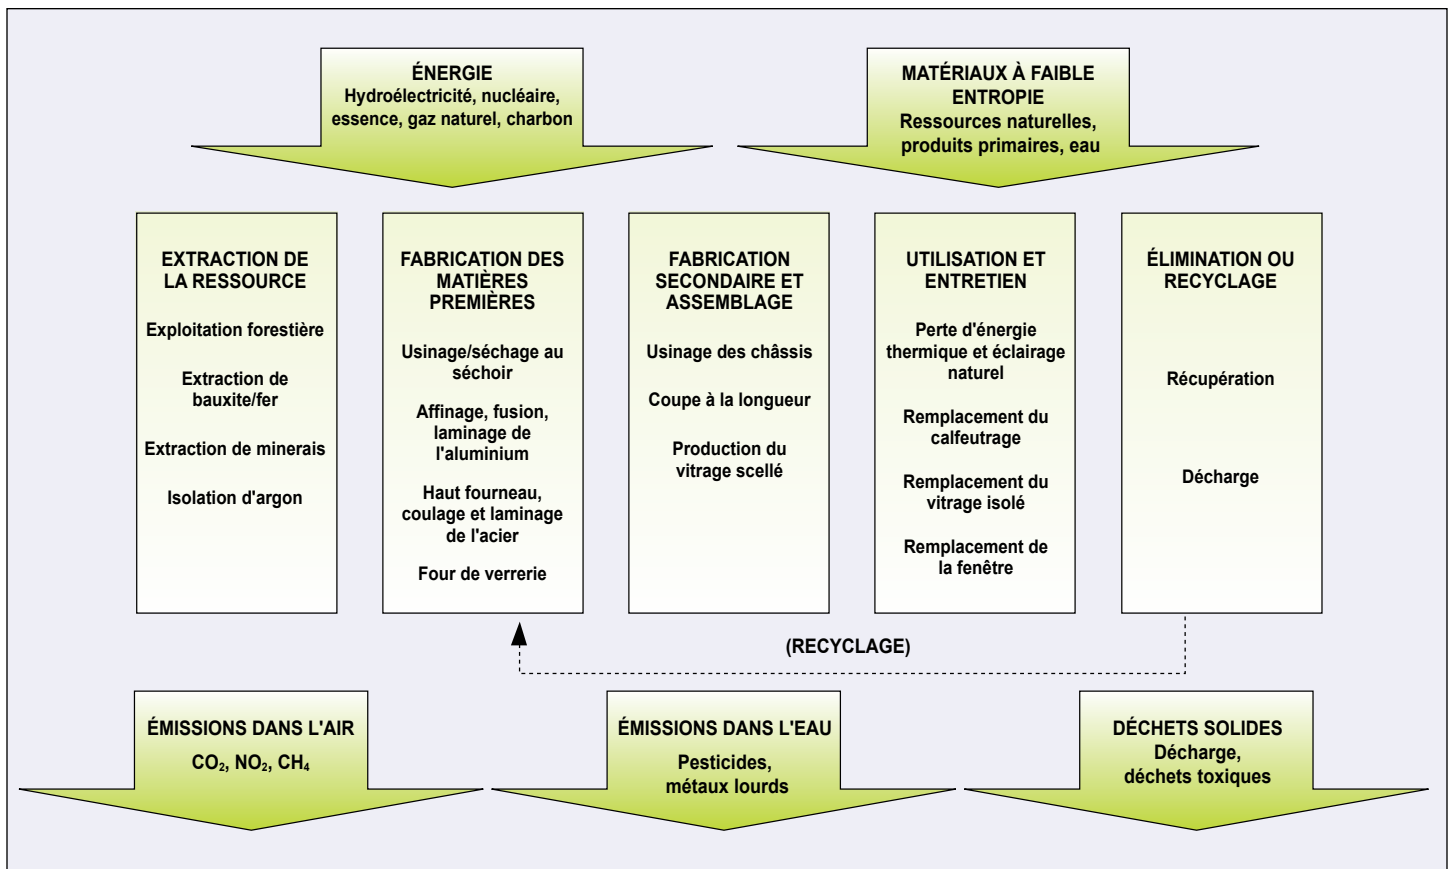 ÉNERGIE
Hydroélectricité, nucléaire,
essence, gaz naturel, charbon
MATÉRIAUX À FAIBLE
ENTROPIE
Ressources naturelles,
produits primaires, eau
EXTRACTION DE
LA RESSOURCE
Exploitation forestière
Extraction de
bauxite/fer
Extraction de minerais
Isolation d'argon
FABRICATION DES
MATIÈRES
PREMIÈRES
Usinage/séchage au
séchoir
Affinage, fusion,
laminage de
l'aluminium
Haut fourneau,
coulage et laminage
de l'acier
Four de verrerie
FABRICATION
SECONDAIRE ET
ASSEMBLAGE
Usinage des châssis
Coupe à la longueur
Production du
vitrage scellé
UTILISATION ET
ENTRETIEN
Perte d'énergie
thermique et éclairage
naturel
Remplacement du
calfeutrage
Remplacement du
vitrage isolé
Remplacement de
la fenêtre
ÉLIMINATION OU
RECYCLAGE
Récupération
Décharge
(RECYCLAGE)
ÉMISSIONS DANS L'AIR
CO₂, NO₂, CH₄
ÉMISSIONS DANS L'EAU
Pesticides,
métaux lourds
DÉCHETS SOLIDES
Décharge,
déchets toxiques